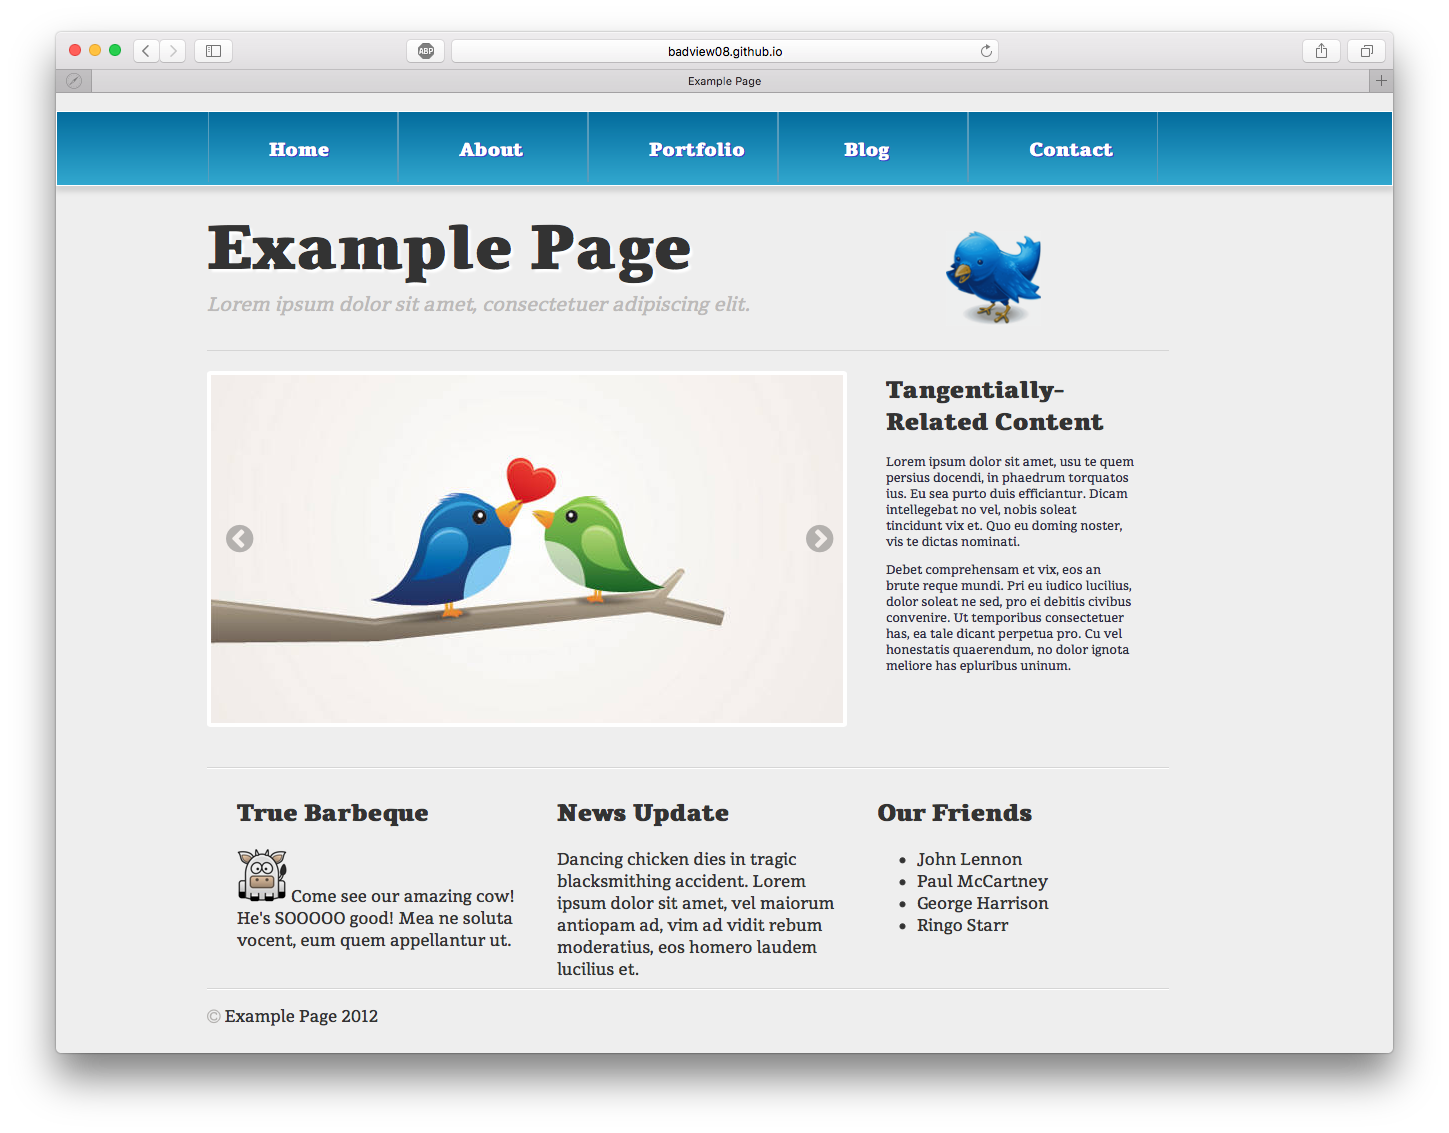 ABP
badview08.github.io
Example Page
Home
About
Portfolio
Blog
Contact
Example Page
Lorem ipsum dolor sit amet, consectetuer adipiscing elit.
Tangentially-
Related Content
Lorem ipsum dolor sit amet, usu te quem
persius docendi, in phaedrum torquatos
ius. Eu sea purto duis efficiantur. Dicam
intellegebat no vel, nobis soleat
tincidunt vix et. Quo eu doming noster,
vis te dictas nominati.
Debet comprehensam et vix, eos an
brute reque mundi. Pri eu iudico lucilius,
dolor soleat ne sed, pro ei debitis civibus
convenire. Ut temporibus consectetuer
has, ea tale dicant perpetua pro. Cu vel
honestatis quaerendum, no dolor ignota
meliore has epluribus uninum.
True Barbeque
Come see our amazing cow!
He's SOOOOO good! Mea ne soluta
vocent, eum quem appellantur ut.
News Update
Dancing chicken dies in tragic
blacksmithing accident. Lorem
ipsum dolor sit amet, vel maiorum
antiopam ad, vim ad vidit rebum
moderatius, eos homero laudem
lucilius et.
Our Friends
• John Lennon
• Paul McCartney
• George Harrison
• Ringo Starr
© Example Page 2012